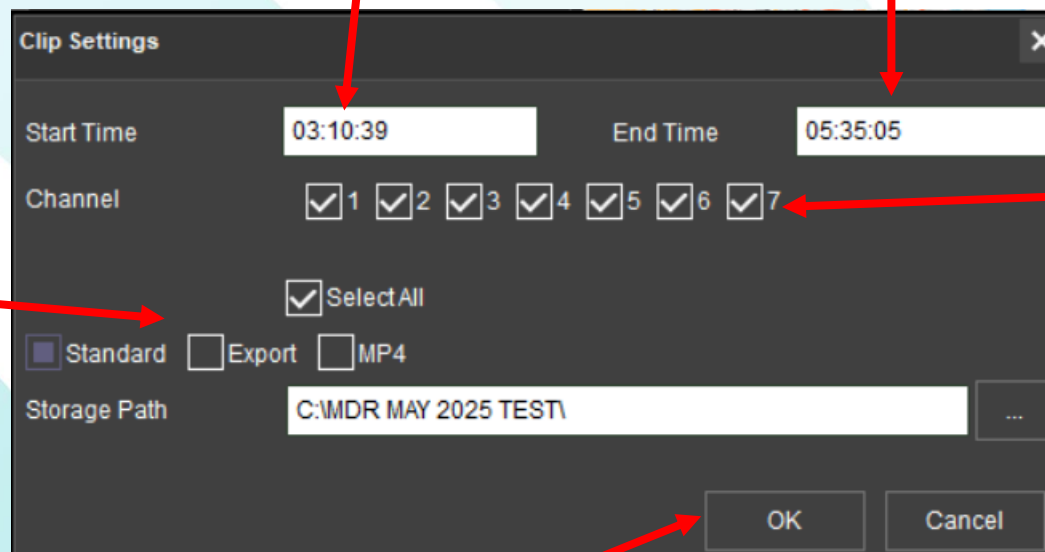 Clip Settings
Start Time 03:10:39 End Time 05:35:05
Channel 1 2 3 4 5 6 7
Select All
Standard Export MP4
Storage Path C:\MDR MAY 2025 TEST\ ...
OK Cancel